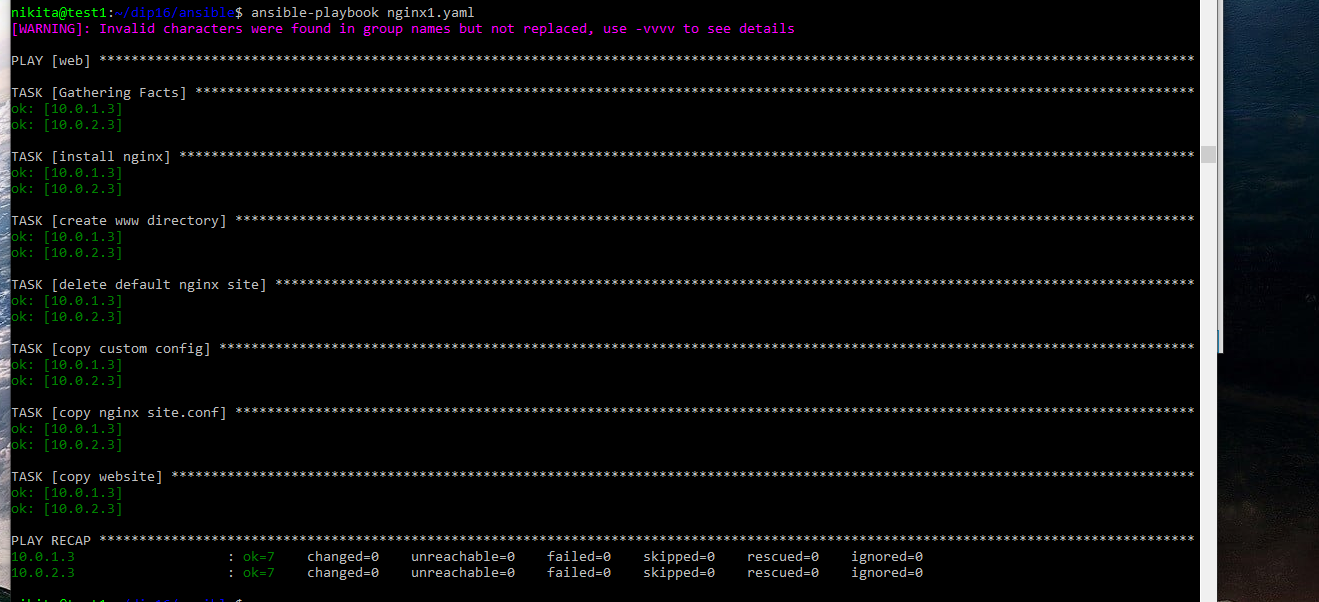 nikita@test1:~/dip16/ansible$ ansible-playbook nginx1.yaml
[WARNING]: Invalid characters were found in group names but not replaced, use -vvvv to see details
PLAY [web] ****************************************************************************************************************************************
TASK [Gathering Facts] ****************************************************************************************************************************
ok: [10.0.1.3]
ok: [10.0.2.3]
TASK [install nginx] ******************************************************************************************************************************
ok: [10.0.1.3]
ok: [10.0.2.3]
TASK [create www directory] ***********************************************************************************************************************
ok: [10.0.1.3]
ok: [10.0.2.3]
TASK [delete default nginx site] ******************************************************************************************************************
ok: [10.0.1.3]
ok: [10.0.2.3]
TASK [copy custom config] *************************************************************************************************************************
ok: [10.0.1.3]
ok: [10.0.2.3]
TASK [copy nginx site.conf] ***********************************************************************************************************************
ok: [10.0.1.3]
ok: [10.0.2.3]
TASK [copy website] *******************************************************************************************************************************
ok: [10.0.1.3]
ok: [10.0.2.3]
PLAY RECAP ****************************************************************************************************************************************
10.0.1.3                   : ok=7    changed=0    unreachable=0    failed=0    skipped=0    rescued=0    ignored=0
10.0.2.3                   : ok=7    changed=0    unreachable=0    failed=0    skipped=0    rescued=0    ignored=0
nikita@test1:~/dip16/ansible$